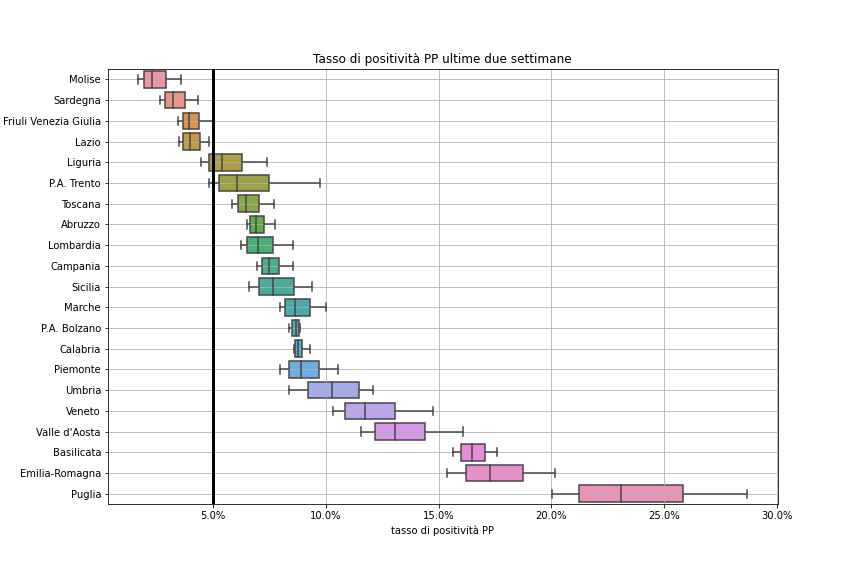 Tasso di positività PP ultime due settimane
Molise
Sardegna
Friuli Venezia Giulia
Lazio
Liguria
P.A. Trento
Toscana
Abruzzo
Lombardia
Campania
Sicilia
Marche
P.A. Bolzano
Calabria
Piemonte
Umbria
Veneto
Valle d'Aosta
Basilicata
Emilia-Romagna
Puglia
5.0% 10.0% 15.0% 20.0% 25.0% 30.0%
tasso di positività PP